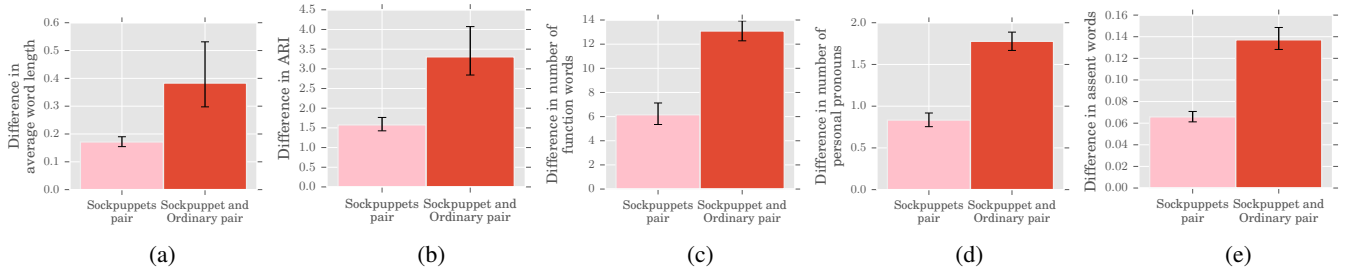 Difference in
average word length
0.6
0.5
0.4
0.3
0.2
0.1
0.0
Sockpuppets
pair
Sockpuppet and
Ordinary pair
(a)
Difference in ARI
4.5
4.0
3.5
3.0
2.5
2.0
1.5
1.0
0.5
0.0
Sockpuppets
pair
Sockpuppet and
Ordinary pair
(b)
Difference in number of
function words
14
12
10
8
6
4
2
0
Sockpuppets
pair
Sockpuppet and
Ordinary pair
(c)
Difference in number of
personal pronouns
2.0
1.5
1.0
0.5
0.0
Sockpuppets
pair
Sockpuppet and
Ordinary pair
(d)
Difference in assent words
0.16
0.14
0.12
0.10
0.08
0.06
0.04
0.02
0.00
Sockpuppets
pair
Sockpuppet and
Ordinary pair
(e)